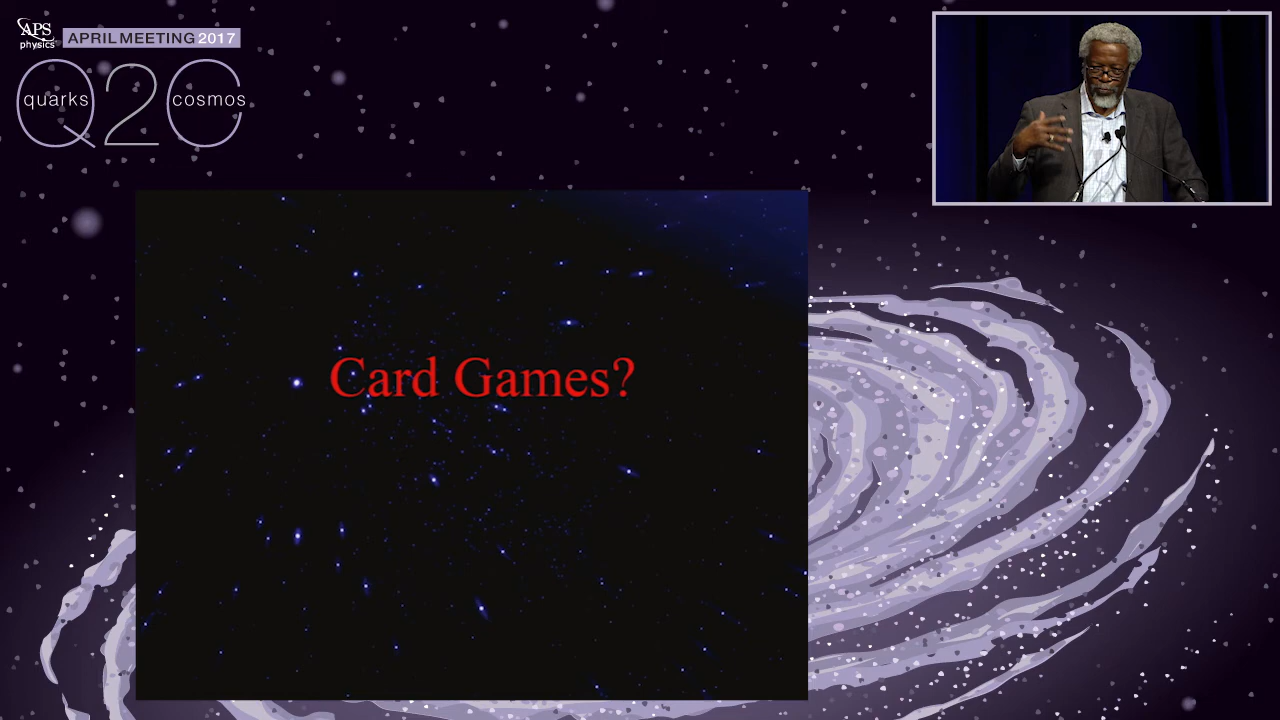 APS
physics
APRIL MEETING 2017
Q2C
quarks
cosmos
Card Games?